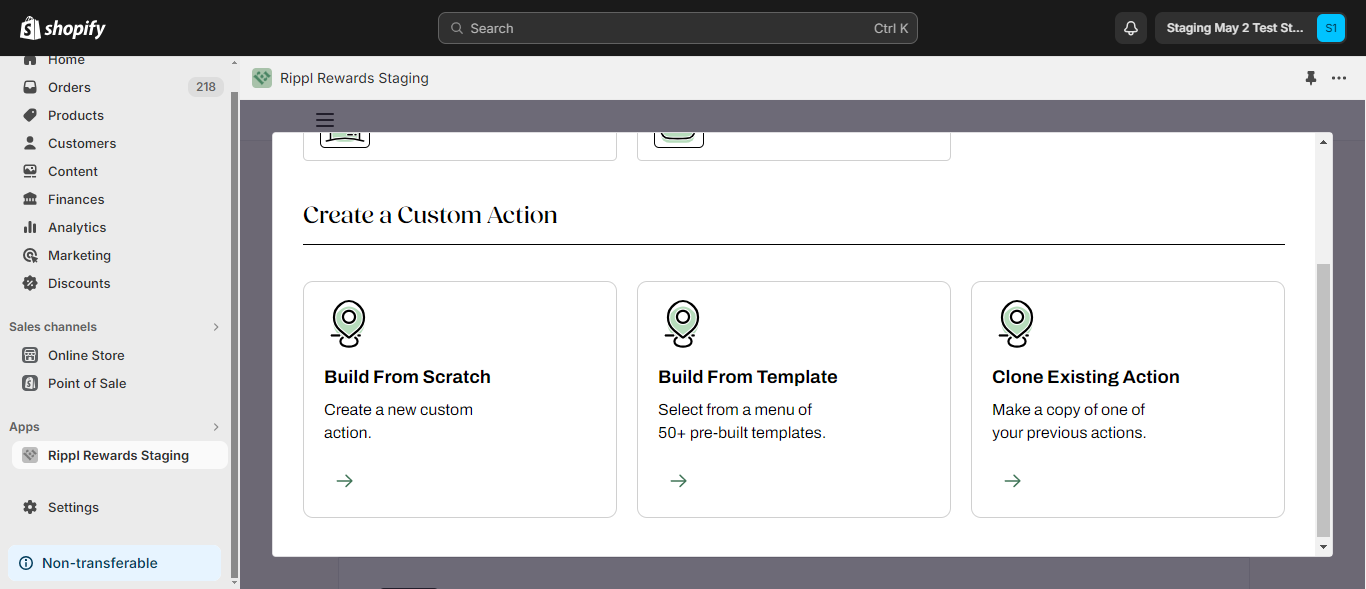 shopify
Search
Ctrl K
Staging May 2 Test St...
S1
Home
Orders
218
Products
Customers
Content
Finances
Analytics
Marketing
Discounts
Sales channels
Online Store
Point of Sale
Apps
Rippl Rewards Staging
Settings
Non-transferable
Rippl Rewards Staging
Create a Custom Action
Build From Scratch
Create a new custom
action.
Build From Template
Select from a menu of
50+ pre-built templates.
Clone Existing Action
Make a copy of one of
your previous actions.